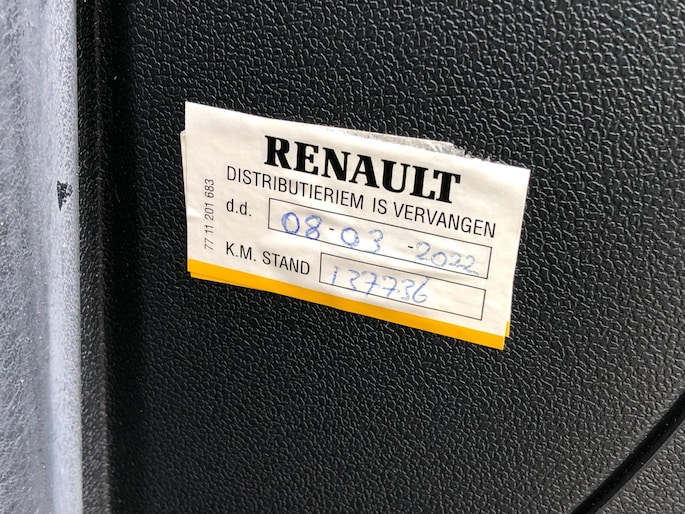 RENAULT
DISTRIBUTIERIEM IS VERVANGEN
d.d. 08-03-2022
K.M. STAND 137736
77 11 201 683